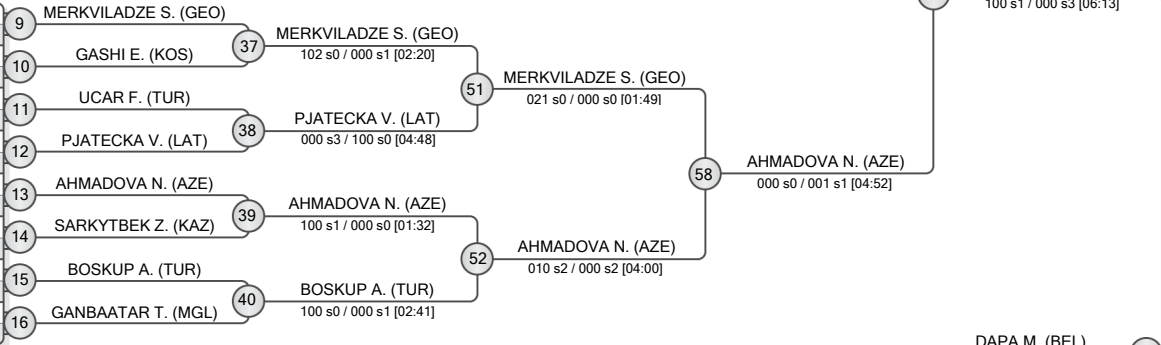 100 s1 / 000 s3 [06:13]
9 MERKVILADZE S. (GEO)
37 MERKVILADZE S. (GEO)
102 s0 / 000 s1 [02:20]
10 GASHI E. (KOS)
51 MERKVILADZE S. (GEO)
021 s0 / 000 s0 [01:49]
11 UCAR F. (TUR)
38 PJATECKA V. (LAT)
000 s3 / 100 s0 [04:48]
12 PJATECKA V. (LAT)
58 AHMADOVA N. (AZE)
000 s0 / 001 s1 [04:52]
13 AHMADOVA N. (AZE)
39 AHMADOVA N. (AZE)
100 s1 / 000 s0 [01:32]
14 SARKYTBEK Z. (KAZ)
52 AHMADOVA N. (AZE)
010 s2 / 000 s2 [04:00]
15 BOSKUP A. (TUR)
40 BOSKUP A. (TUR)
100 s0 / 000 s1 [02:41]
16 GANBAATAR T. (MGL)
DAPA M. (BEL)